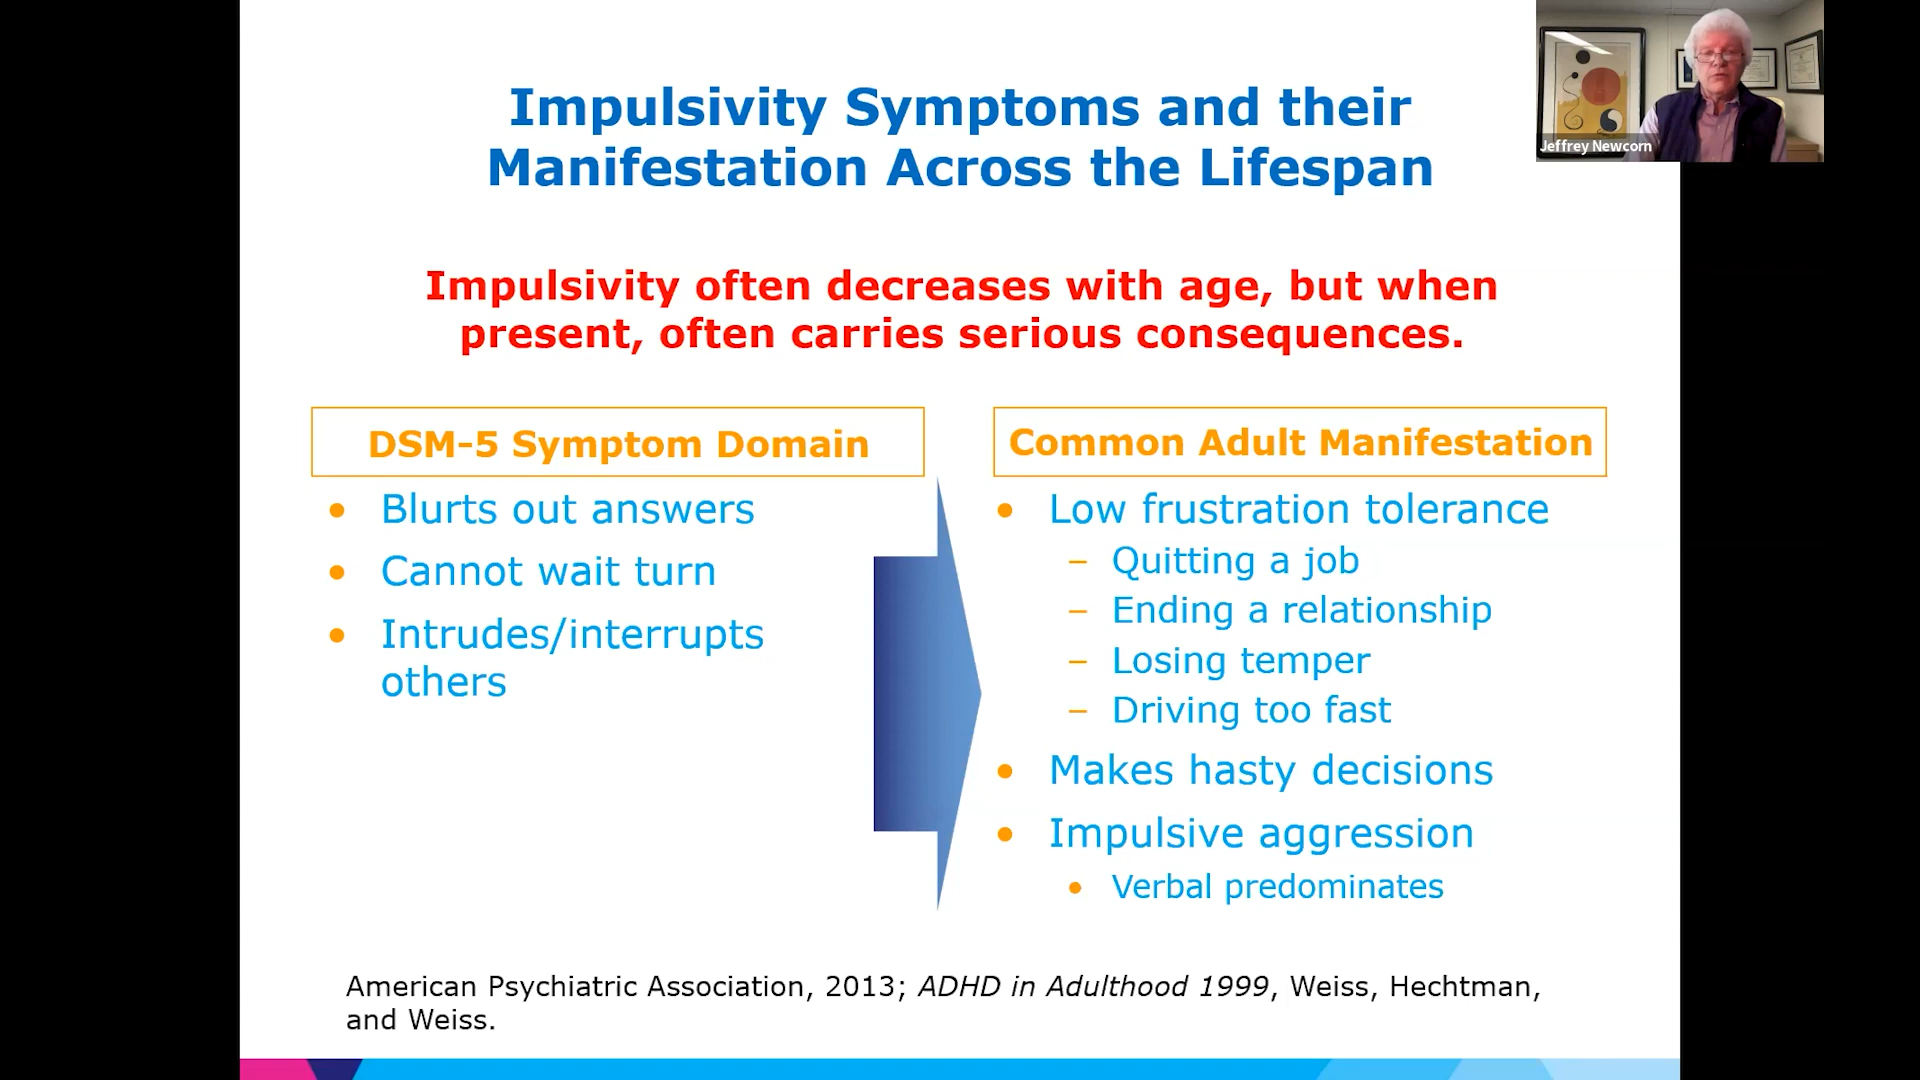 Impulsivity Symptoms and their
Manifestation Across the Lifespan
Jeffrey Newcorn
Impulsivity often decreases with age, but when
present, often carries serious consequences.
DSM-5 Symptom Domain
• Blurts out answers
• Cannot wait turn
• Intrudes/interrupts
others
Common Adult Manifestation
• Low frustration tolerance
– Quitting a job
– Ending a relationship
– Losing temper
– Driving too fast
• Makes hasty decisions
• Impulsive aggression
• Verbal predominates
American Psychiatric Association, 2013; ADHD in Adulthood 1999, Weiss, Hechtman,
and Weiss.